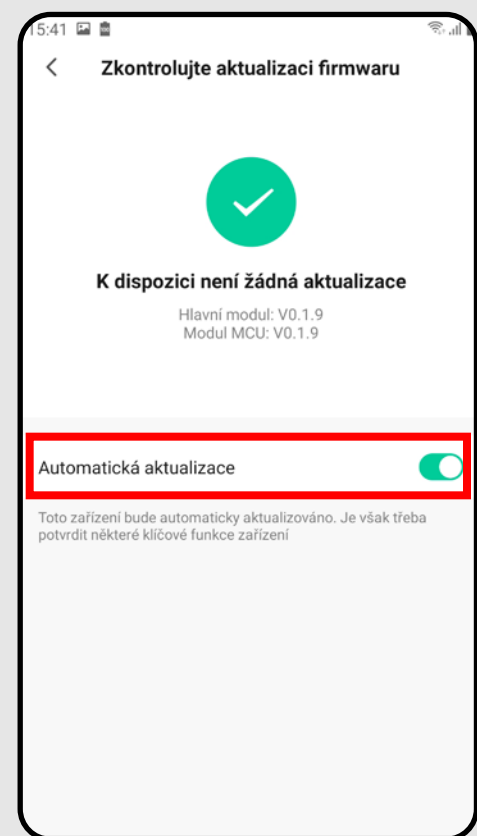 15:41
Zkontrolujte aktualizaci firmwaru
K dispozici není žádná aktualizace
Hlavní modul: V0.1.9
Modul MCU: V0.1.9
Automatická aktualizace
Toto zařízení bude automaticky aktualizováno. Je však třeba
potvrdit některé klíčové funkce zařízení